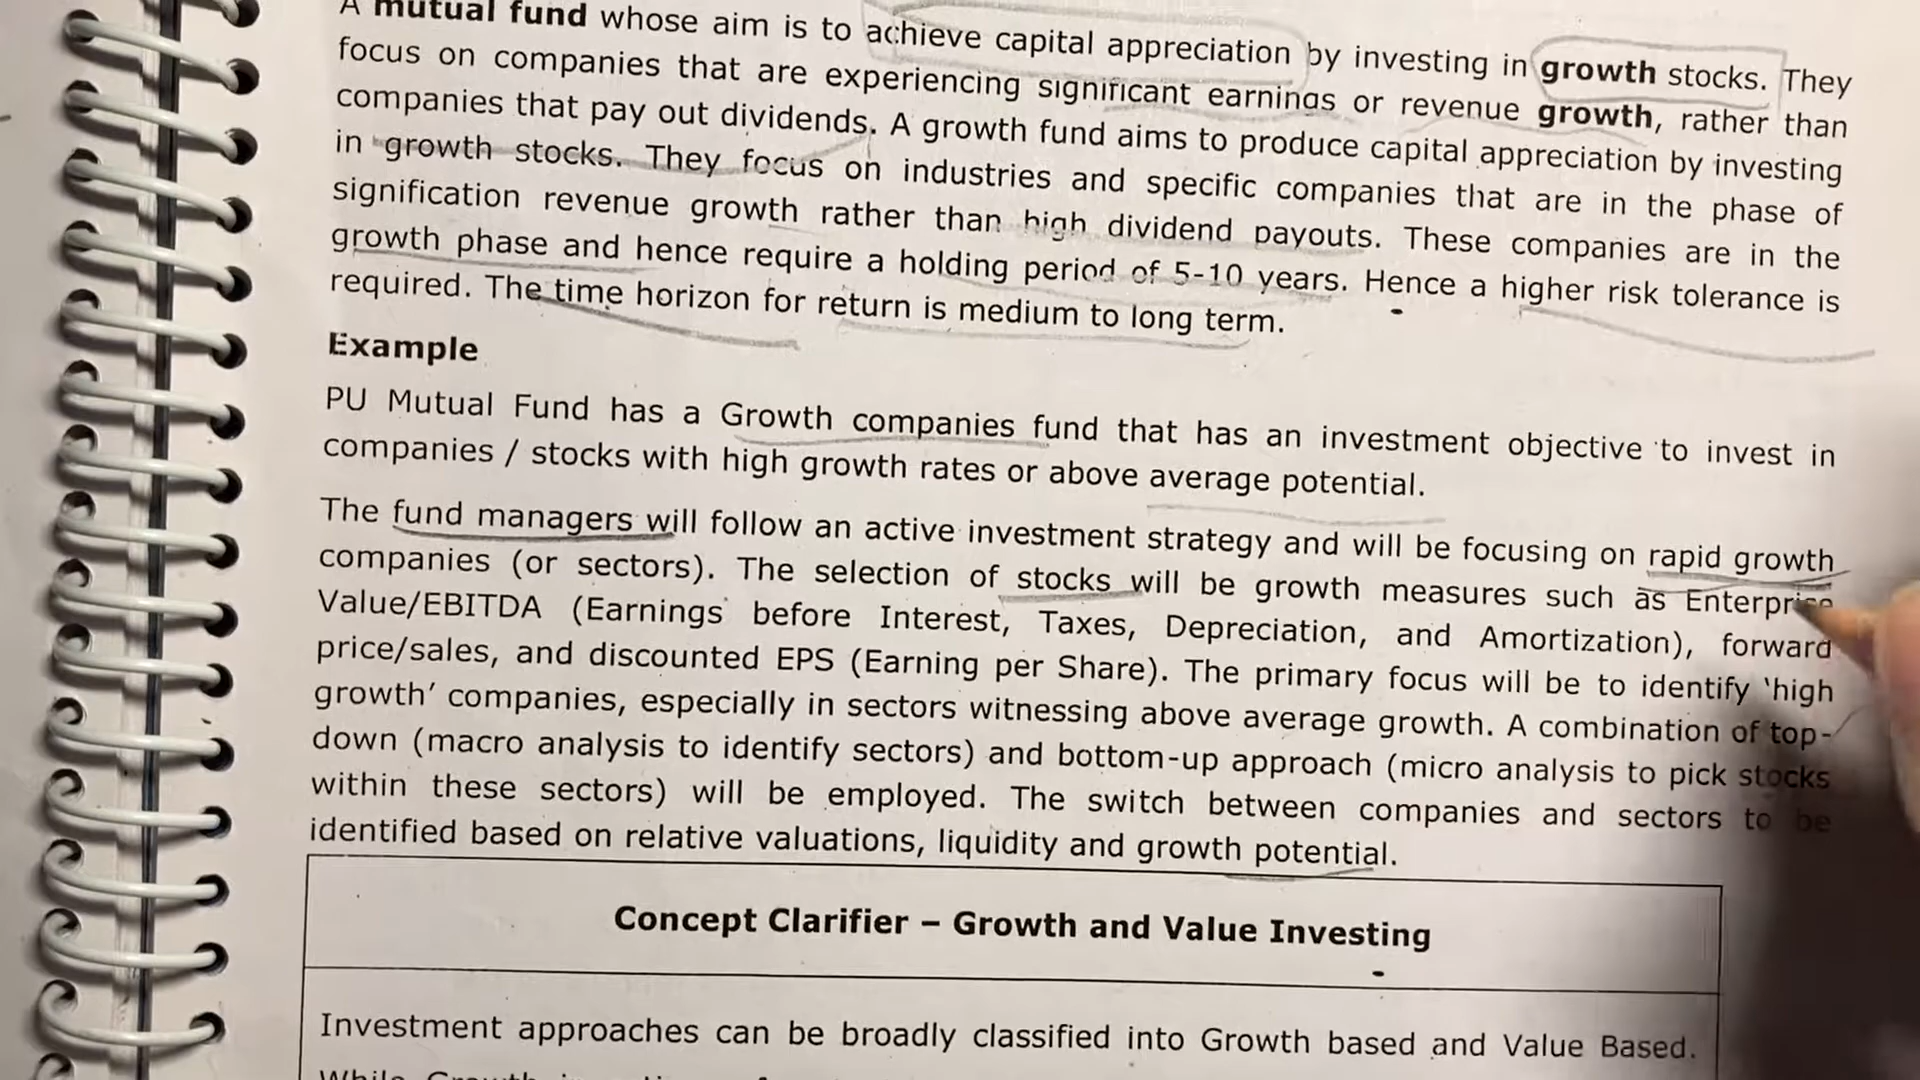 A mutual fund whose aim is to achieve capital appreciation by investing in growth stocks. They
focus on companies that are experiencing significant earnings or revenue growth, rather than
companies that pay out dividends. A growth fund aims to produce capital appreciation by investing
in growth stocks. They focus on industries and specific companies that are in the phase of
signification revenue growth rather than high dividend payouts. These companies are in the
growth phase and hence require a holding period of 5-10 years. Hence a higher risk tolerance is
required. The time horizon for return is medium to long term.
Example
PU Mutual Fund has a Growth companies fund that has an investment objective to invest in
companies / stocks with high growth rates or above average potential.
The fund managers will follow an active investment strategy and will be focusing on rapid growth
companies (or sectors). The selection of stocks will be growth measures such as Enterprise
Value/EBITDA (Earnings before Interest, Taxes, Depreciation, and Amortization), forward
price/sales, and discounted EPS (Earning per Share). The primary focus will be to identify 'high
growth' companies, especially in sectors witnessing above average growth. A combination of top-
down (macro analysis to identify sectors) and bottom-up approach (micro analysis to pick stocks
within these sectors) will be employed. The switch between companies and sectors to be
identified based on relative valuations, liquidity and growth potential.
Concept Clarifier – Growth and Value Investing
Investment approaches can be broadly classified into Growth based and Value Based.
While Growth